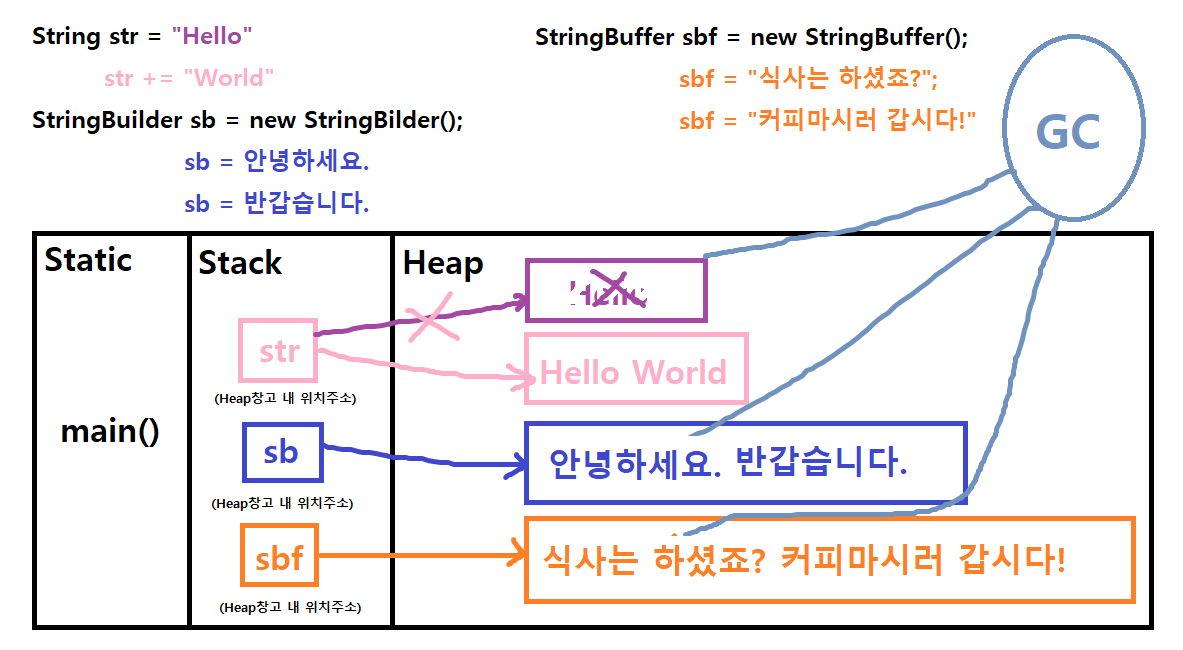 String str = "Hello"
str += "World"
StringBuilder sb = new StringBilder();
sb = 안녕하세요.
sb = 반갑습니다.
StringBuffer sbf = new StringBuffer();
sbf = "식사는 하셨죠?";
sbf = "커피마시러 갑시다!"
GC
Static
Stack
Heap
Hello
str
Hello World
(Heap창고 내 위치주소)
main()
sb
안녕하세요. 반갑습니다.
(Heap창고 내 위치주소)
sbf
식사는 하셨죠? 커피마시러 갑시다!
(Heap창고 내 위치주소)